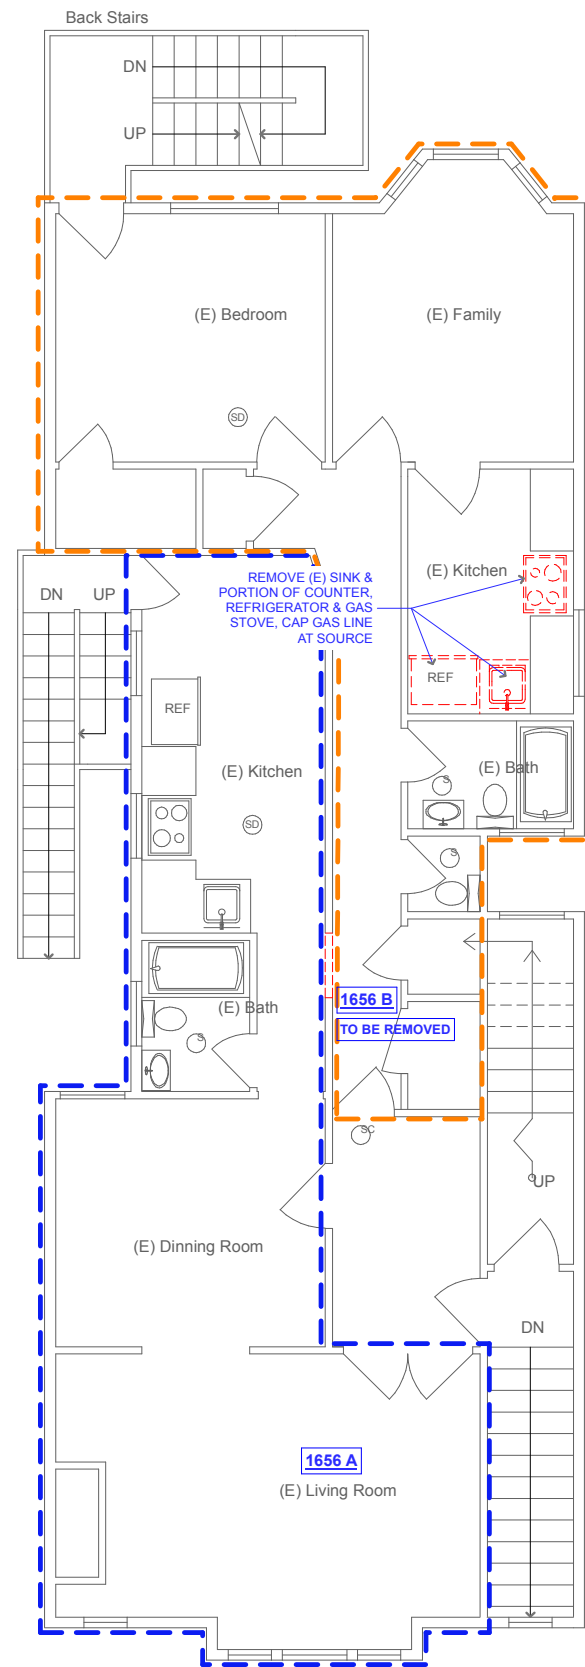 Back Stairs
DN
UP
(E) Bedroom
(E) Family
SD
REMOVE (E) SINK &
PORTION OF COUNTER,
REFRIGERATOR & GAS
STOVE, CAP GAS LINE
AT SOURCE
(E) Kitchen
DN
UP
REF
REF
(E) Kitchen
(E) Bath
S
SD
S
1656 B
(E) Bath
TO BE REMOVED
S
SC
UP
(E) Dinning Room
DN
1656 A
(E) Living Room